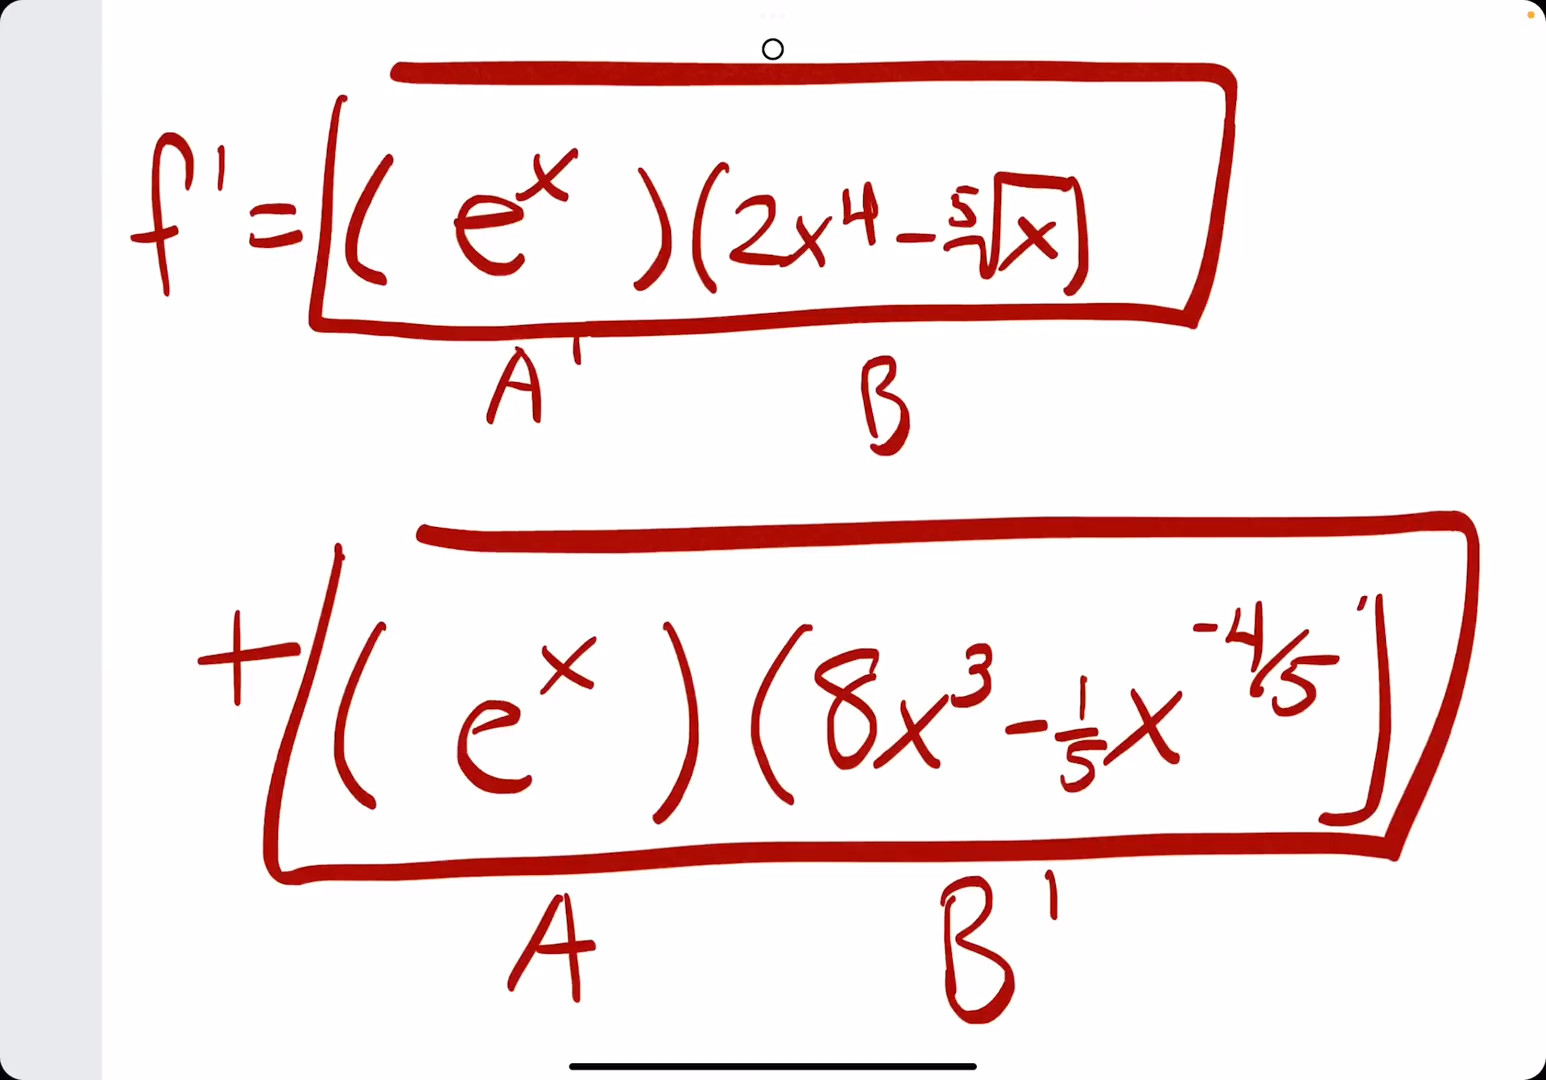 f' = (e^x)(2x^4 - ⁵√x)
A' B
+ (e^x)(8x^3 - 1/5 x^-4/5)
A B'